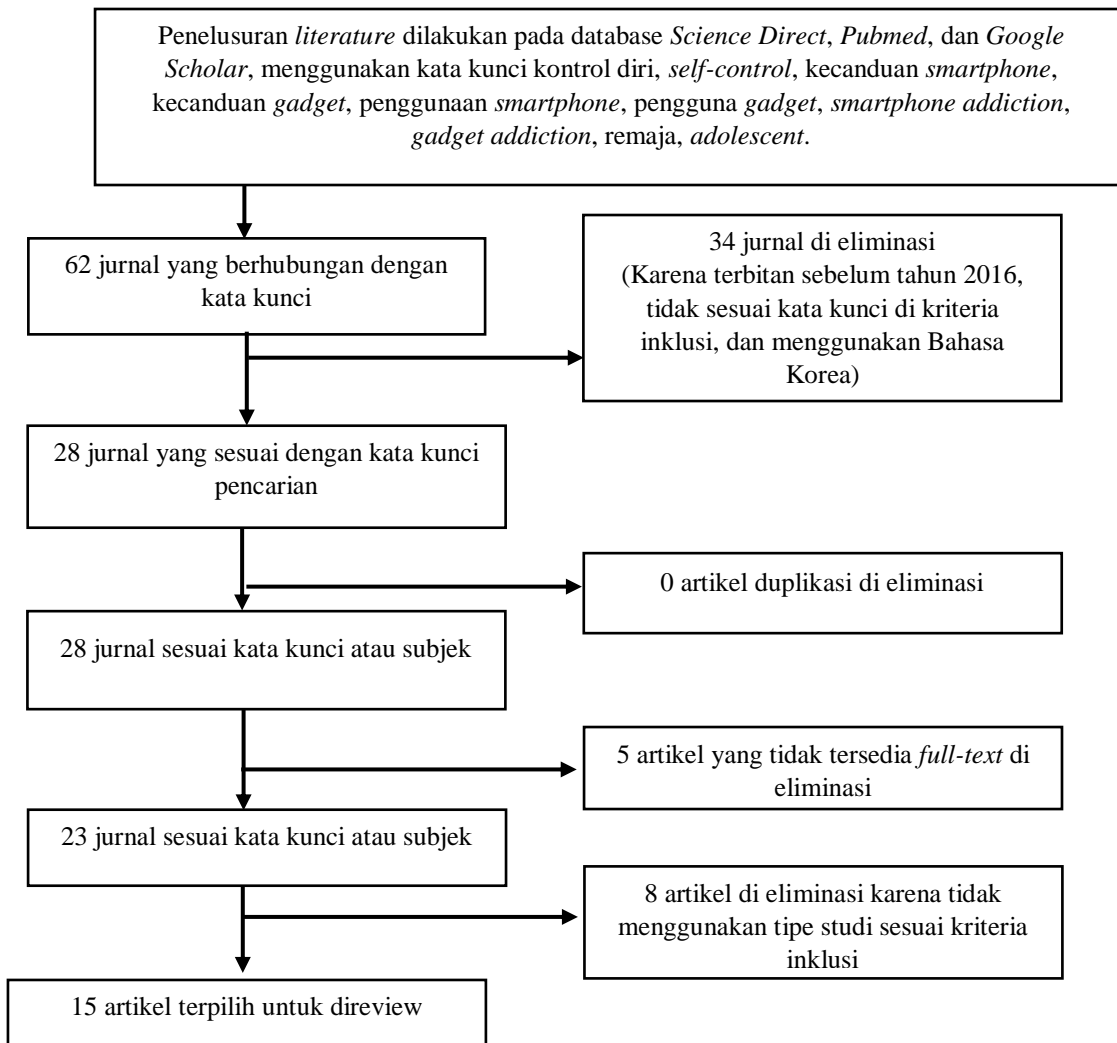 Penelusuran literature dilakukan pada database Science Direct, Pubmed, dan Google
Scholar, menggunakan kata kunci kontrol diri, self-control, kecanduan smartphone,
kecanduan gadget, penggunaan smartphone, pengguna gadget, smartphone addiction,
gadget addiction, remaja, adolescent.
62 jurnal yang berhubungan dengan
kata kunci
34 jurnal di eliminasi
(Karena terbitan sebelum tahun 2016,
tidak sesuai kata kunci di kriteria
inklusi, dan menggunakan Bahasa
Korea)
28 jurnal yang sesuai dengan kata kunci
pencarian
0 artikel duplikasi di eliminasi
28 jurnal sesuai kata kunci atau subjek
5 artikel yang tidak tersedia full-text di
eliminasi
23 jurnal sesuai kata kunci atau subjek
8 artikel di eliminasi karena tidak
menggunakan tipe studi sesuai kriteria
inklusi
15 artikel terpilih untuk direview